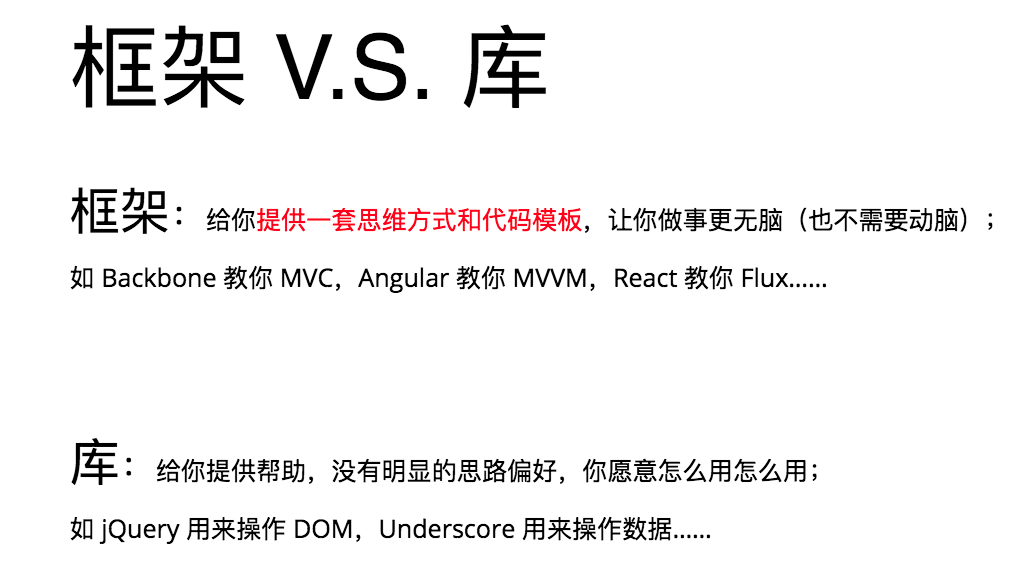 框架 V.S. 库
框架：给你提供一套思维方式和代码模板，让你做事更无脑（也不需要动脑）；
如 Backbone 教你 MVC，Angular 教你 MVVM，React 教你 Flux……
库：给你提供帮助，没有明显的思路偏好，你愿意怎么用怎么用；
如 jQuery 用来操作 DOM，Underscore 用来操作数据……